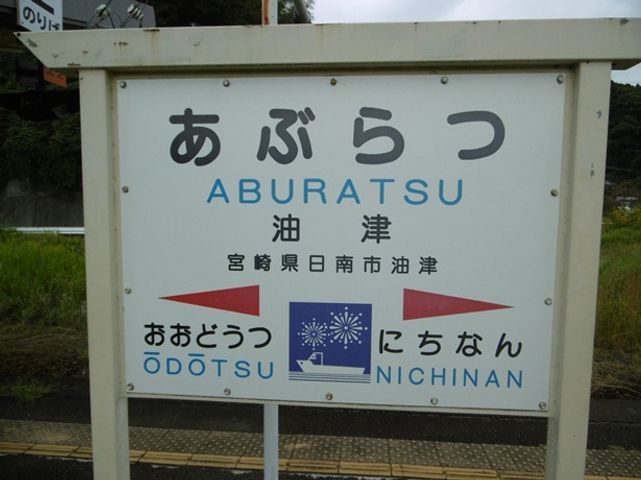 のりば
あぶらつ
ABURATSU
油津
宮崎県日南市油津
おおどうつ
ŌDŌTSU
にちなん
NICHINAN